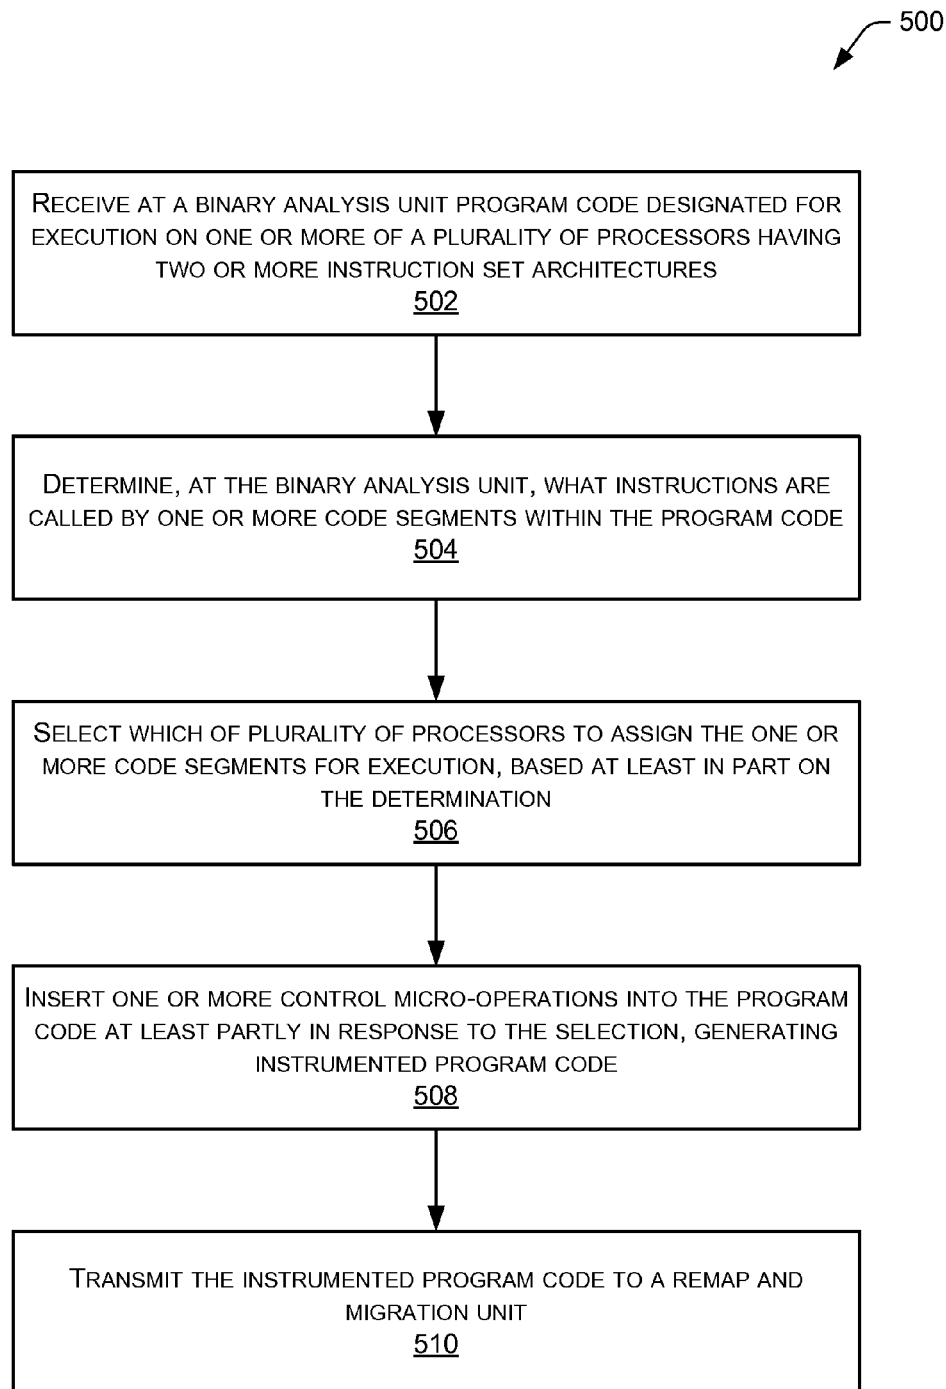 500
RECEIVE AT A BINARY ANALYSIS UNIT PROGRAM CODE DESIGNATED FOR
EXECUTION ON ONE OR MORE OF A PLURALITY OF PROCESSORS HAVING
TWO OR MORE INSTRUCTION SET ARCHITECTURES
502
DETERMINE, AT THE BINARY ANALYSIS UNIT, WHAT INSTRUCTIONS ARE
CALLED BY ONE OR MORE CODE SEGMENTS WITHIN THE PROGRAM CODE
504
SELECT WHICH OF PLURALITY OF PROCESSORS TO ASSIGN THE ONE OR
MORE CODE SEGMENTS FOR EXECUTION, BASED AT LEAST IN PART ON
THE DETERMINATION
506
INSERT ONE OR MORE CONTROL MICRO-OPERATIONS INTO THE PROGRAM
CODE AT LEAST PARTLY IN RESPONSE TO THE SELECTION, GENERATING
INSTRUMENTED PROGRAM CODE
508
TRANSMIT THE INSTRUMENTED PROGRAM CODE TO A REMAP AND
MIGRATION UNIT
510